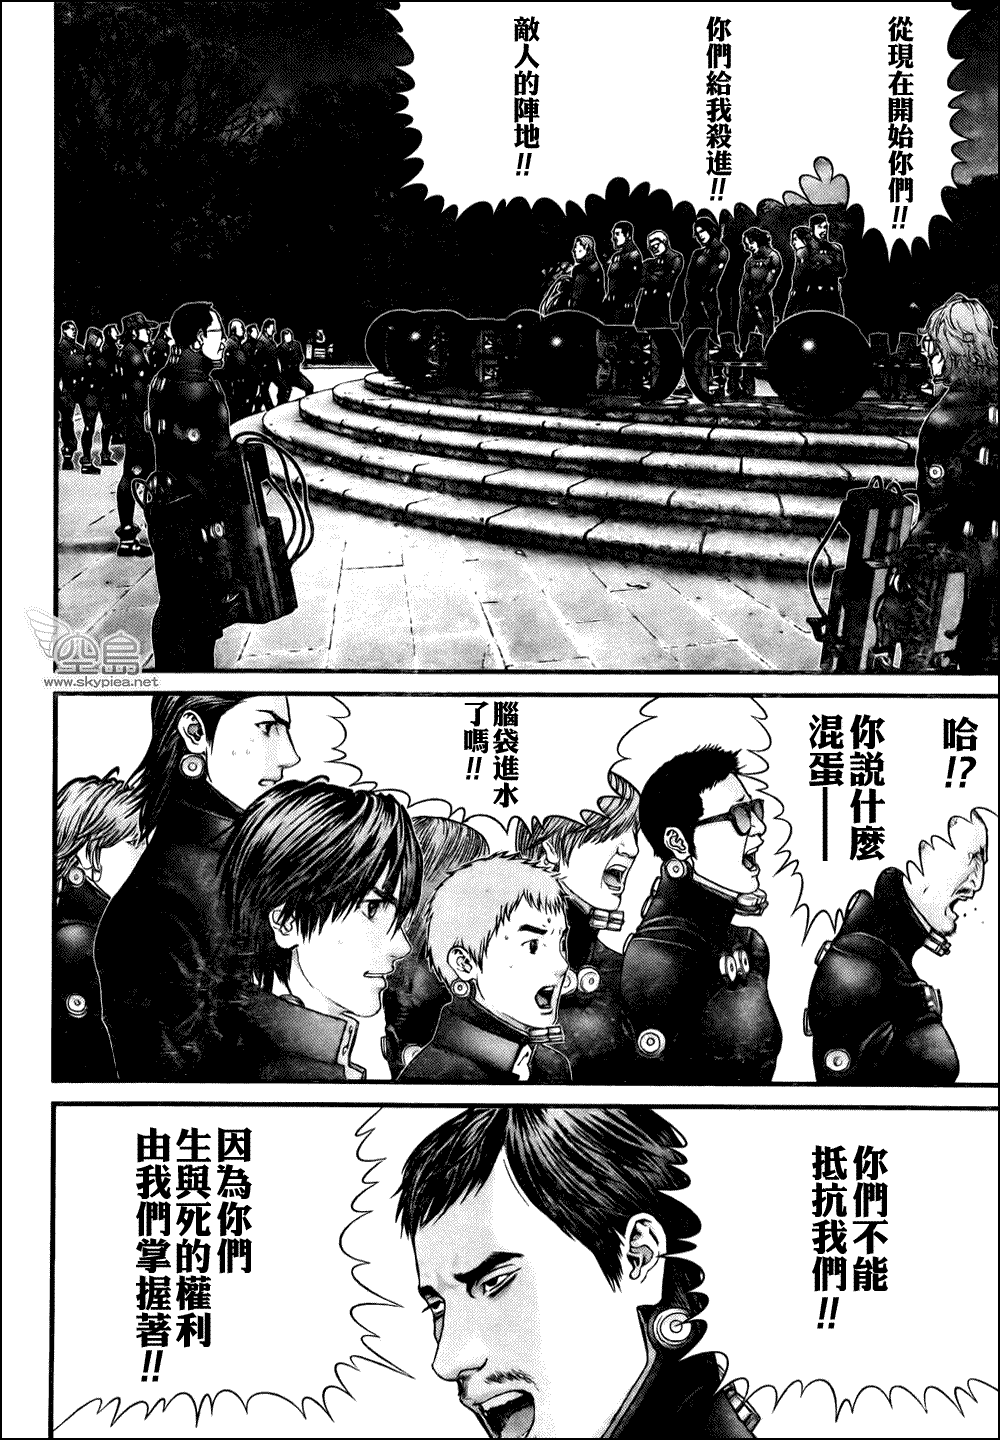 從現在開始你們!!
你們給我殺進!!
敵人的陣地!!
哈!?
你說什麼
混蛋——
腦袋進水
了嗎!!
你們不能
抵抗我們!!
因為你們
生與死的權利
由我們掌握著!!
空島
www.skypiea.net